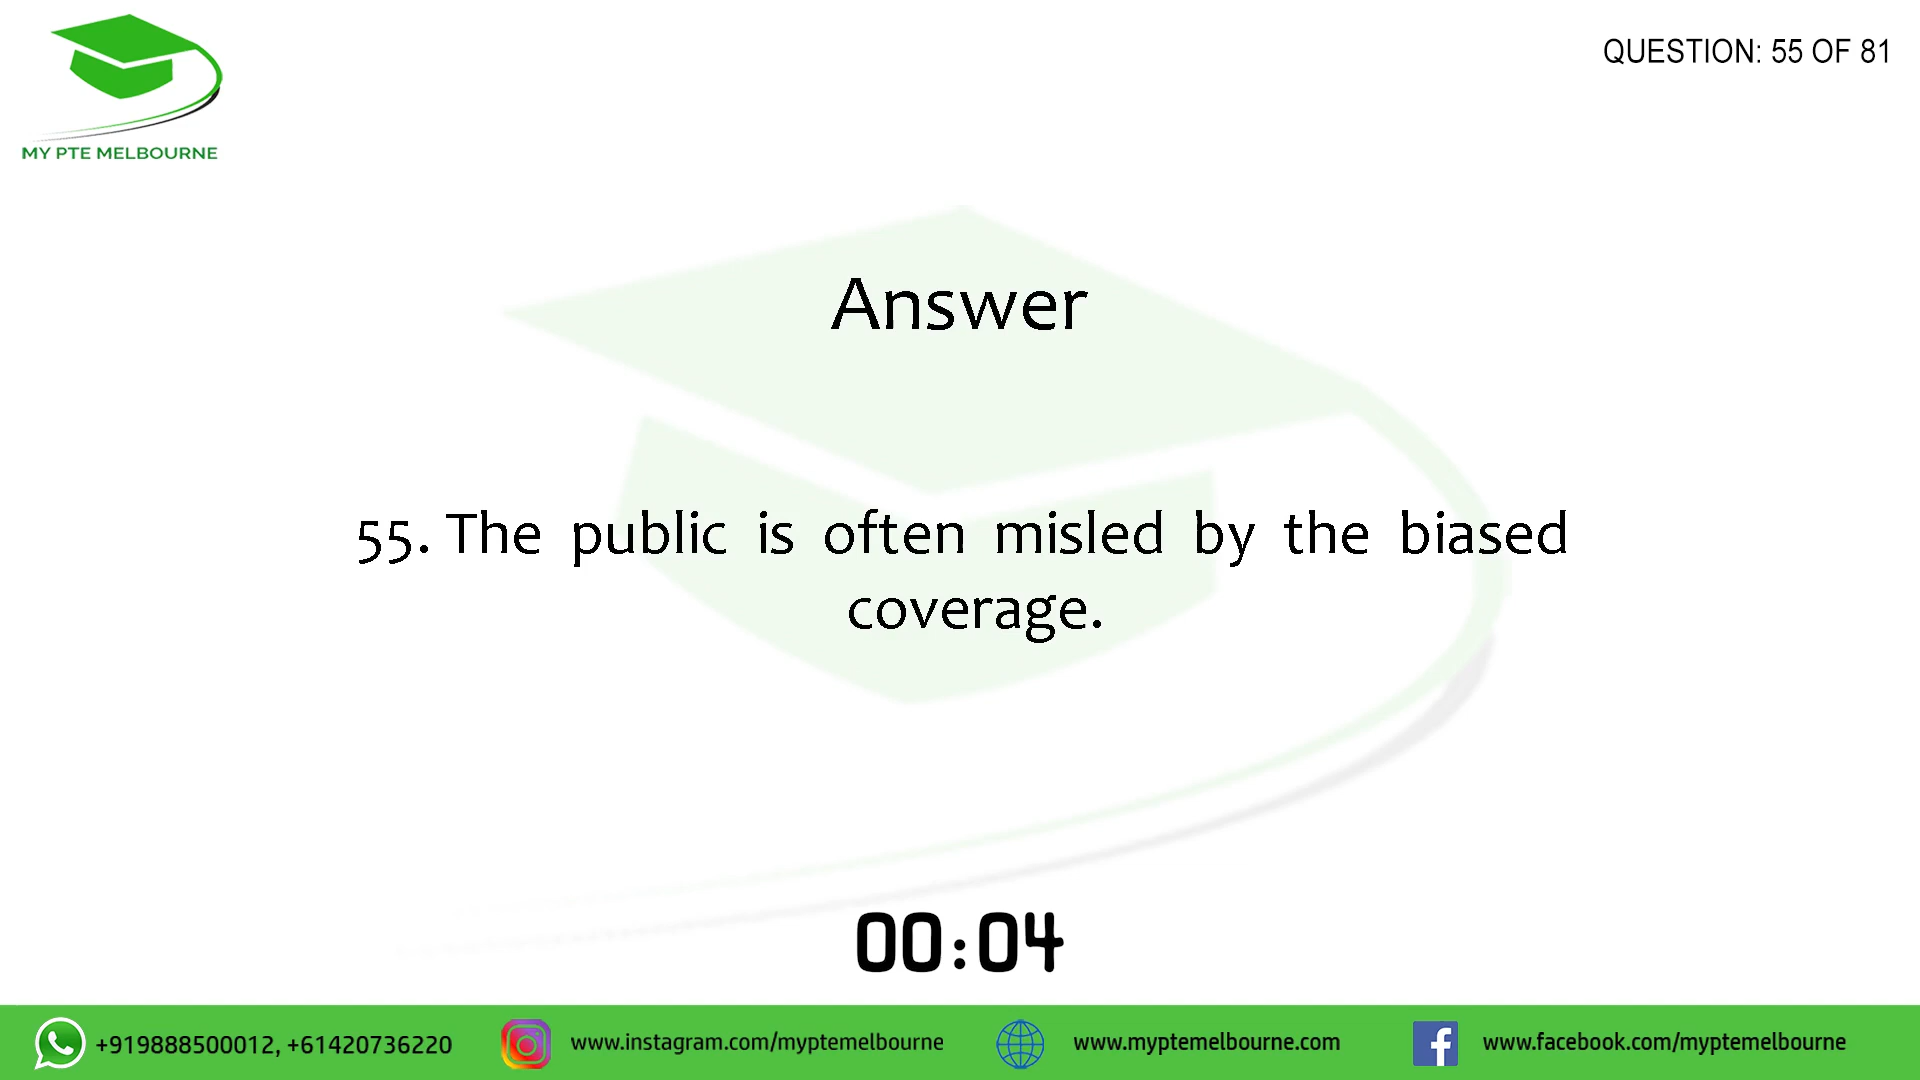 MY PTE MELBOURNE
QUESTION: 55 OF 81
Answer
55. The public is often misled by the biased
coverage.
00:04
+919888500012, +61420736220
www.instagram.com/myptemelbourne
www.myptemelbourne.com
www.facebook.com/myptemelbourne